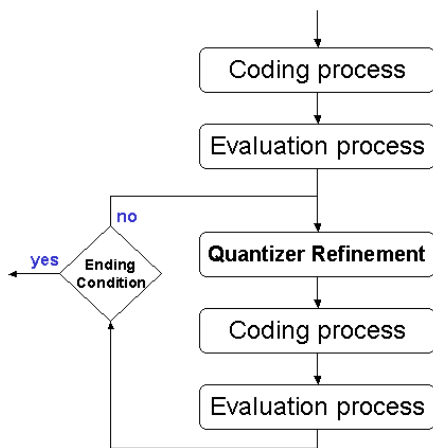 Coding process
Evaluation process
no
yes
Ending
Condition
Quantizer Refinement
Coding process
Evaluation process